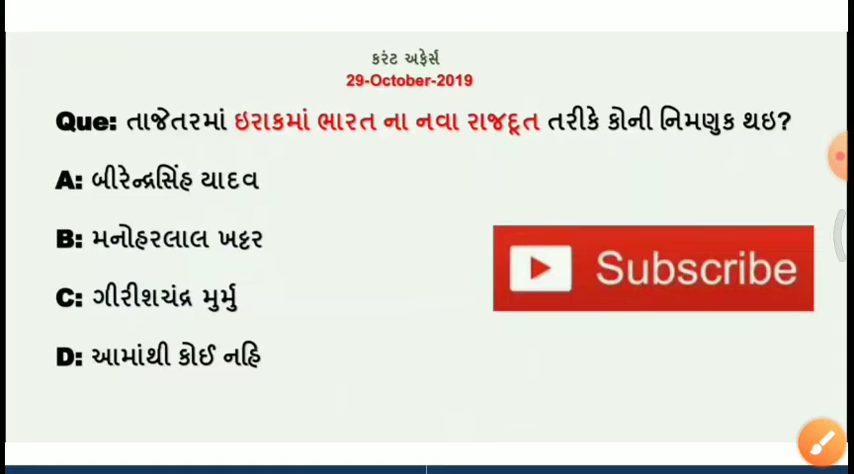 કરંટ અફેર્સ
29-October-2019
Que: તાજેતરમાં ઇરાકમાં ભારત ના નવા રાજદૂત તરીકે કોની નિમણુક થઇ?
A: બીરેન્દ્રસિંહ યાદવ
B: મનોહરલાલ ખટ્ટર
Subscribe
C: ગીરીશચંદ્ર મુર્મુ
D: આમાંથી કોઈ નહિ